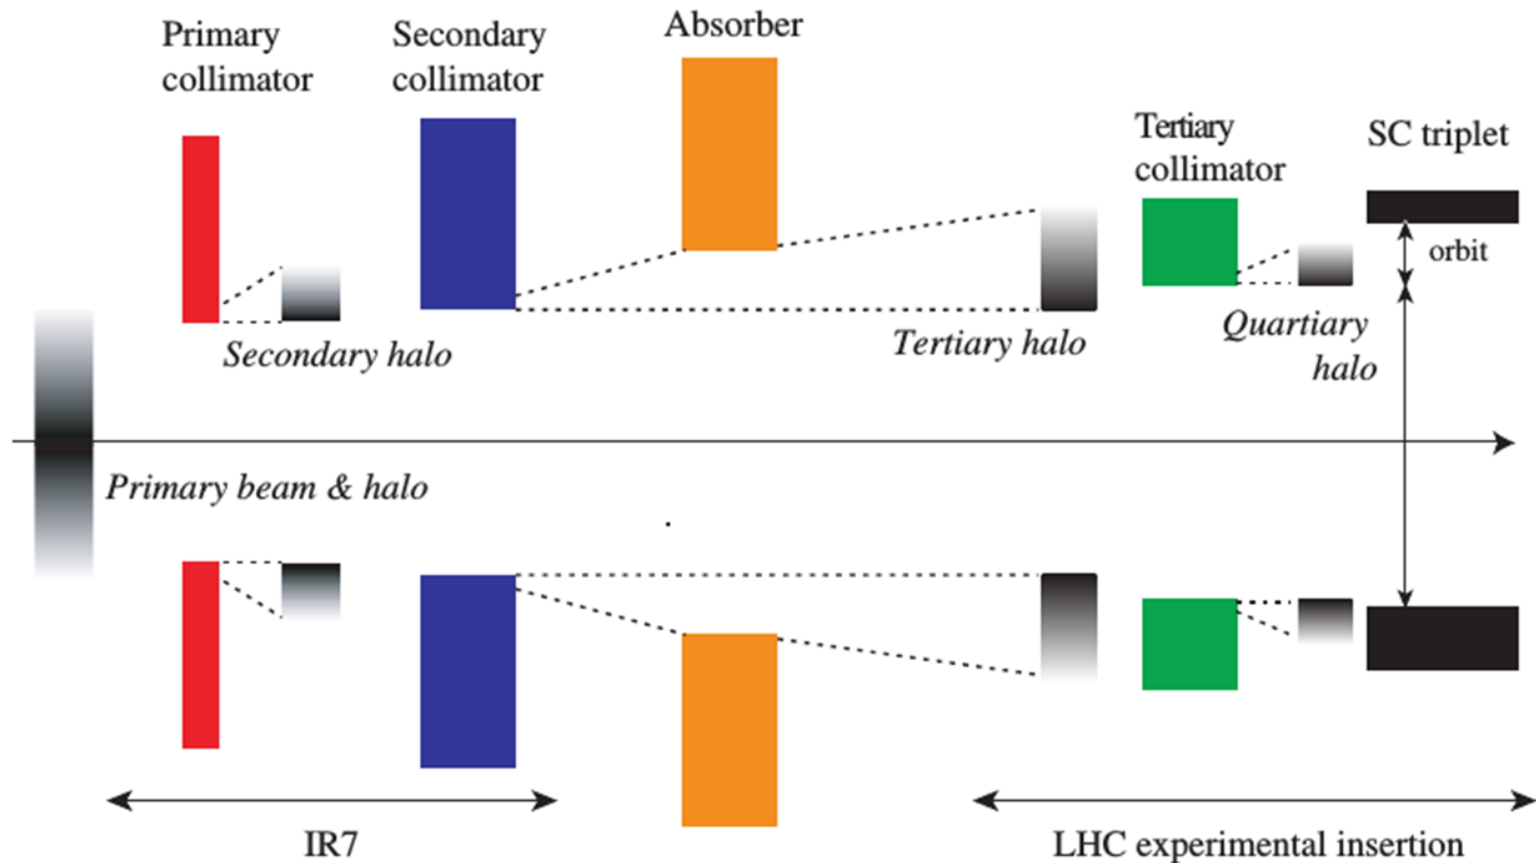 Primary
collimator
Secondary
collimator
Absorber
Tertiary
collimator
SC triplet
orbit
Secondary halo
Tertiary halo
Quartiary
halo
Primary beam & halo
IR7
LHC experimental insertion